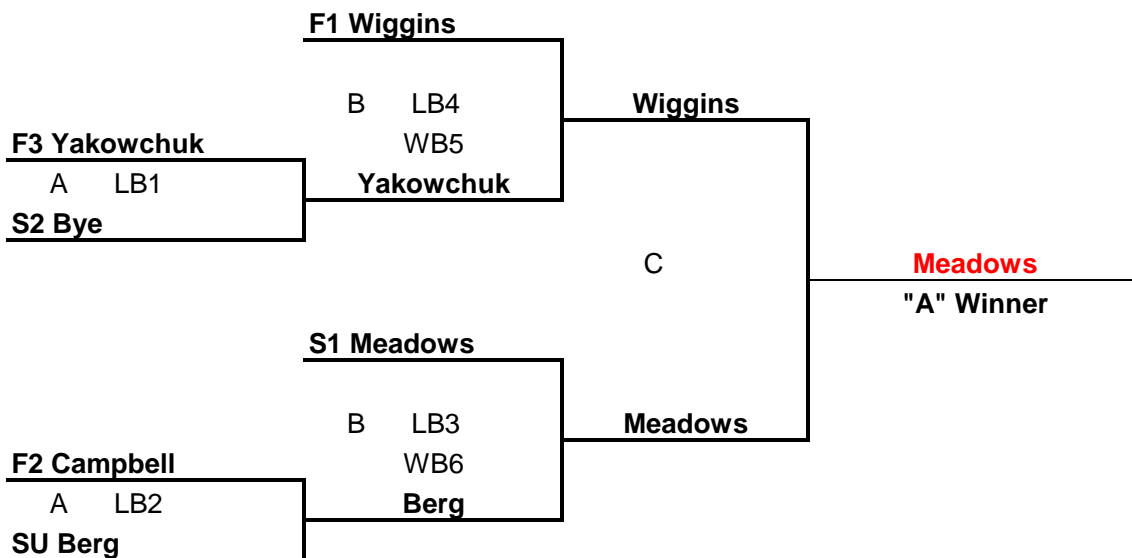 F1 Wiggins
B LB4
Wiggins
F3 Yakowchuk
WB5
A LB1
Yakowchuk
S2 Bye
C
Meadows
"A" Winner
S1 Meadows
B LB3
Meadows
F2 Campbell
WB6
A LB2
Berg
SU Berg